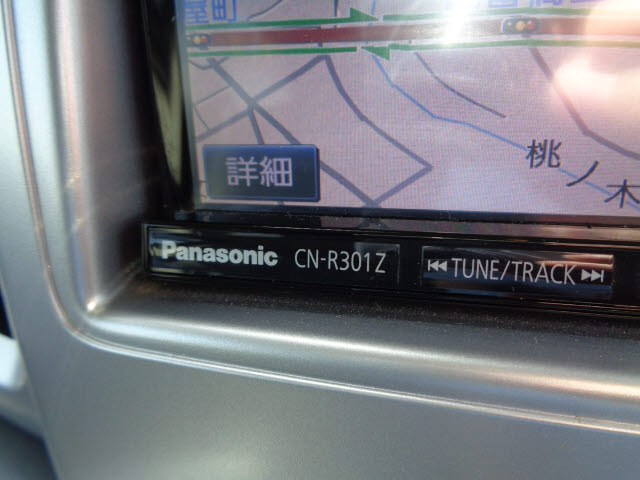 詳細
桃ノ木
Panasonic CN-R301Z
⏮ TUNE/TRACK ⏭